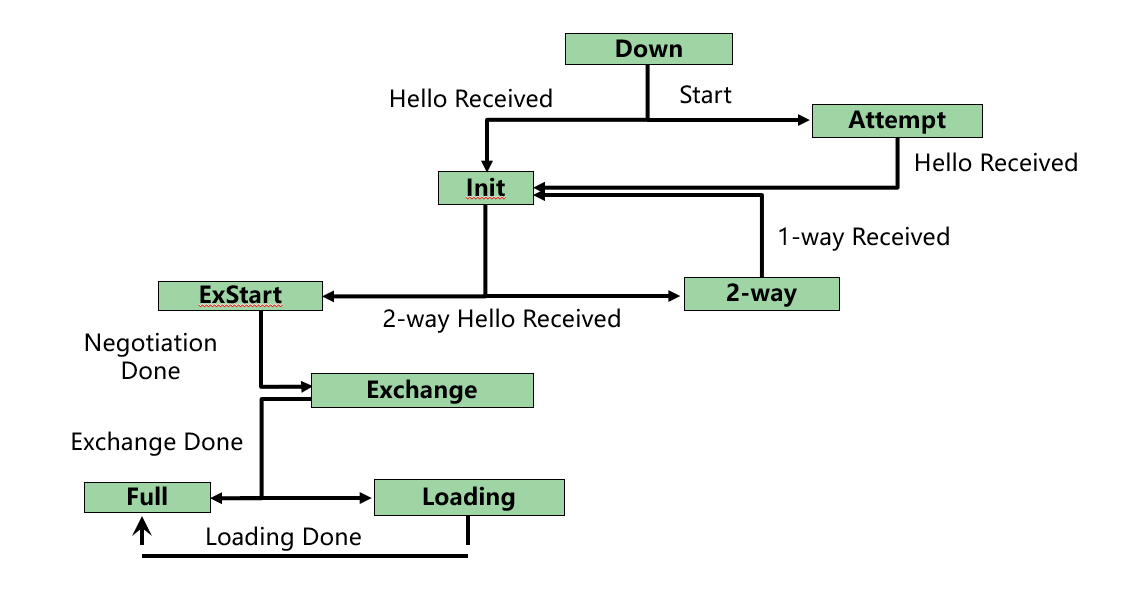 Down
Hello Received
Start
Attempt
Hello Received
Init
1-way Received
ExStart
2-way
2-way Hello Received
Negotiation
Done
Exchange
Exchange Done
Full
Loading
Loading Done